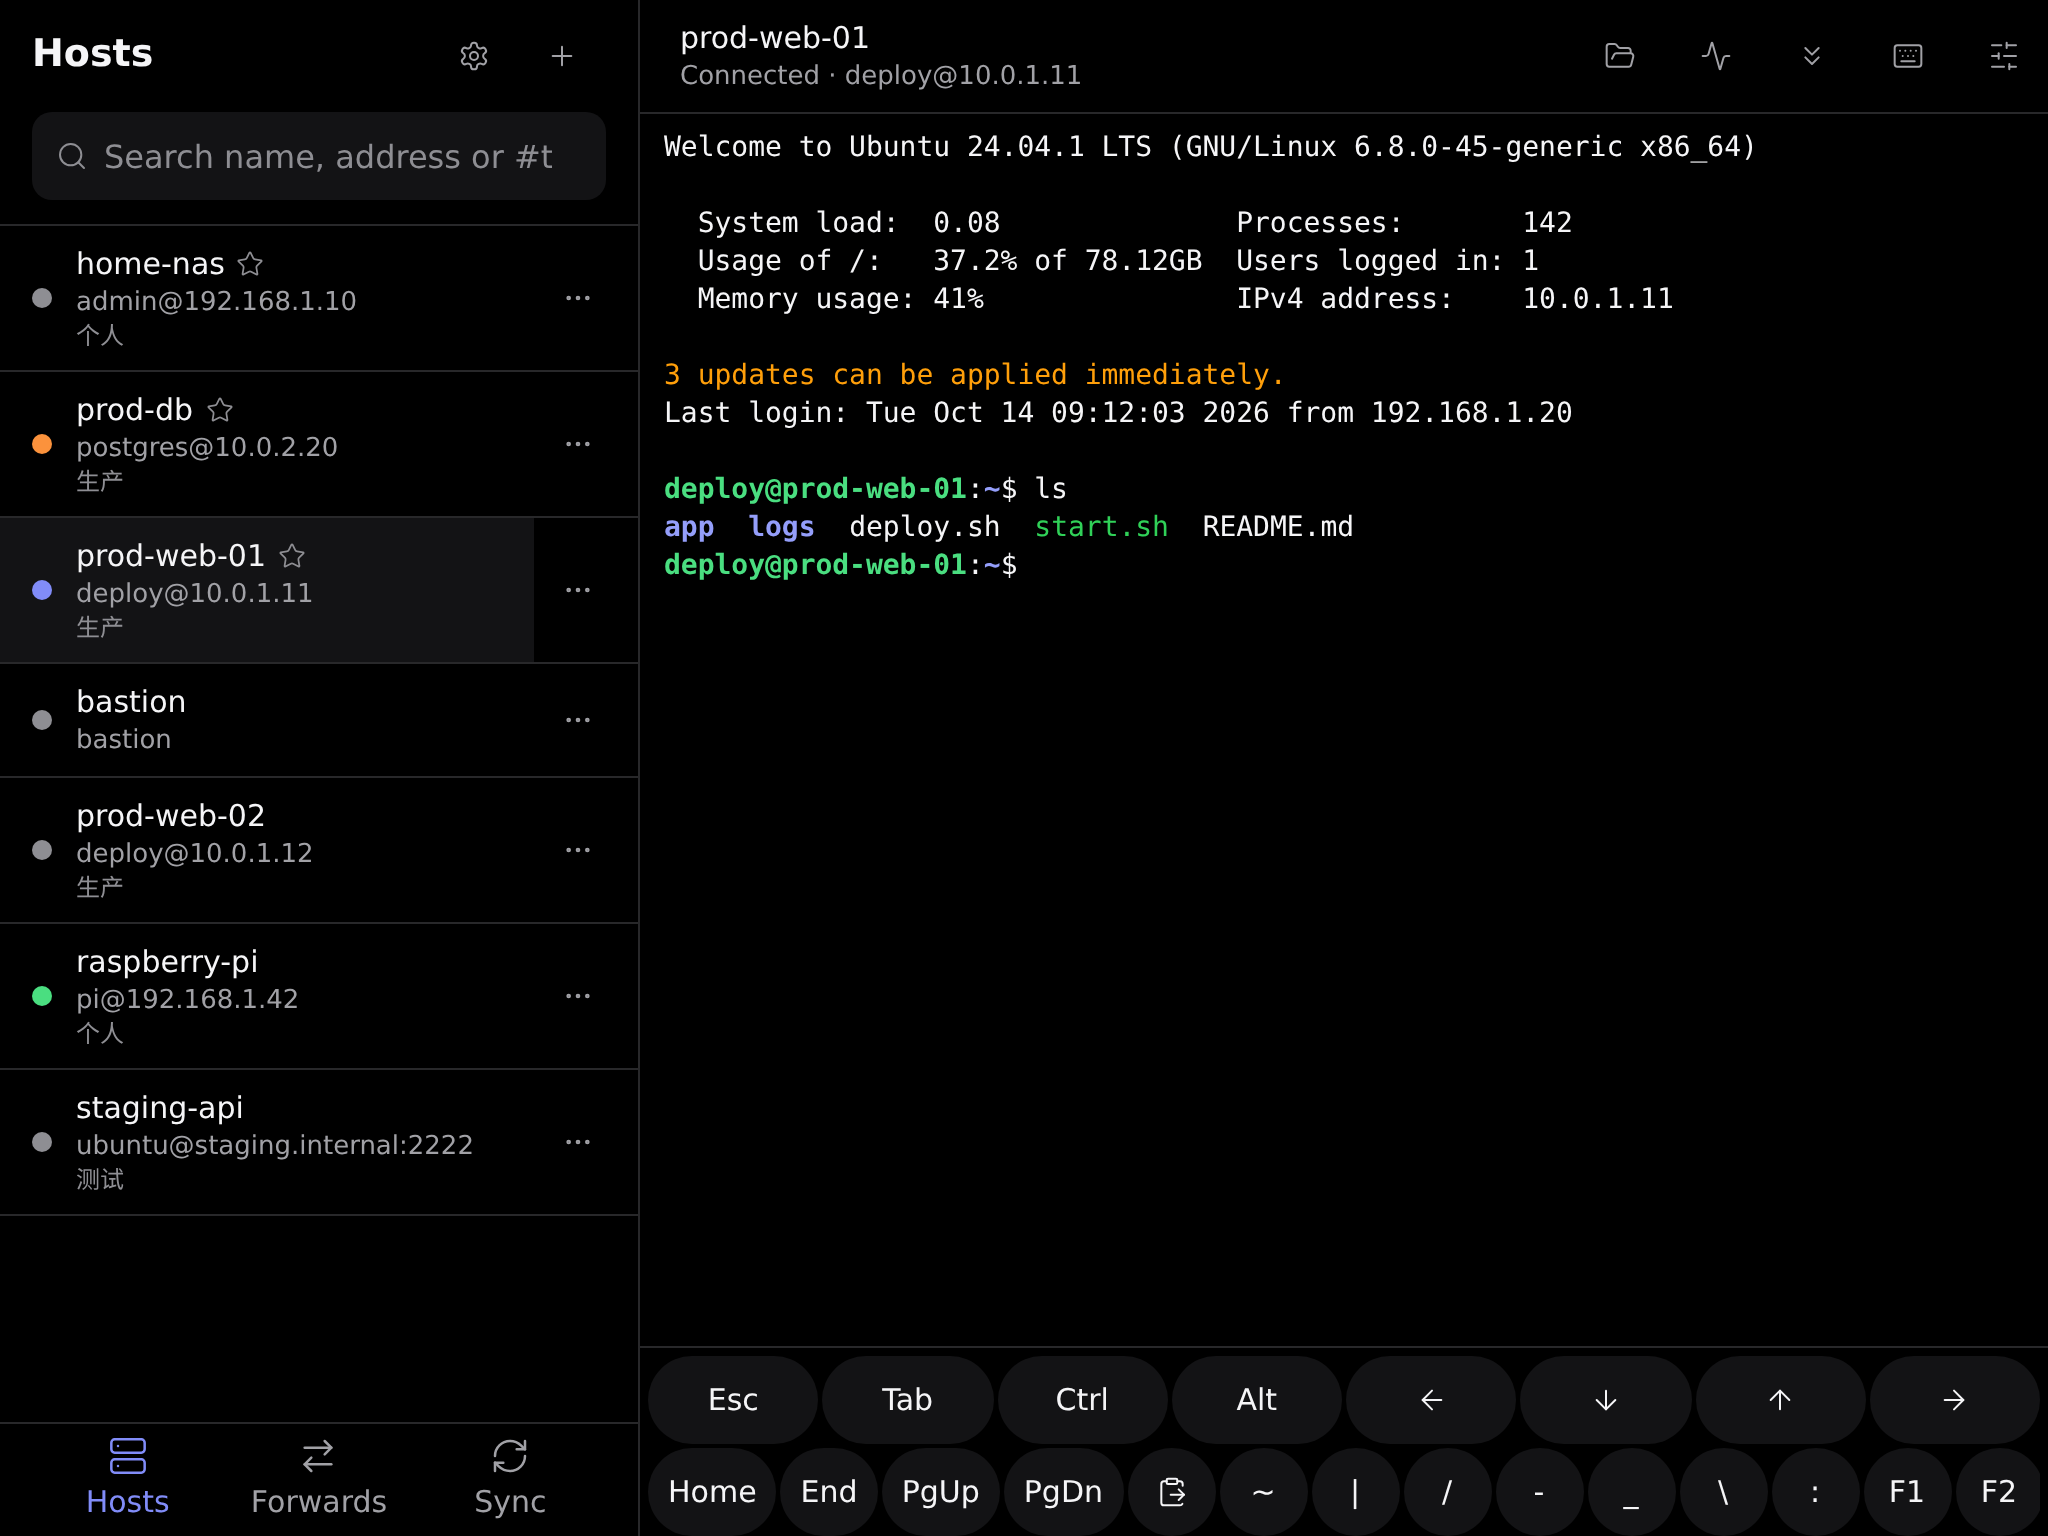 Hosts
Search name, address or #t
home-nas
admin@192.168.1.10
个人
prod-db
postgres@10.0.2.20
生产
prod-web-01
deploy@10.0.1.11
生产
bastion
bastion
prod-web-02
deploy@10.0.1.12
生产
raspberry-pi
pi@192.168.1.42
个人
staging-api
ubuntu@staging.internal:2222
测试
Hosts Forwards Sync
prod-web-01
Connected · deploy@10.0.1.11
Welcome to Ubuntu 24.04.1 LTS (GNU/Linux 6.8.0-45-generic x86_64)
System load: 0.08 Processes: 142
Usage of /: 37.2% of 78.12GB Users logged in: 1
Memory usage: 41% IPv4 address: 10.0.1.11
3 updates can be applied immediately.
Last login: Tue Oct 14 09:12:03 2026 from 192.168.1.20
deploy@prod-web-01:~$ ls
app logs deploy.sh start.sh README.md
deploy@prod-web-01:~$
Esc Tab Ctrl Alt ← ↓ ↑ →
Home End PgUp PgDn ~ | / - _ \ : F1 F2